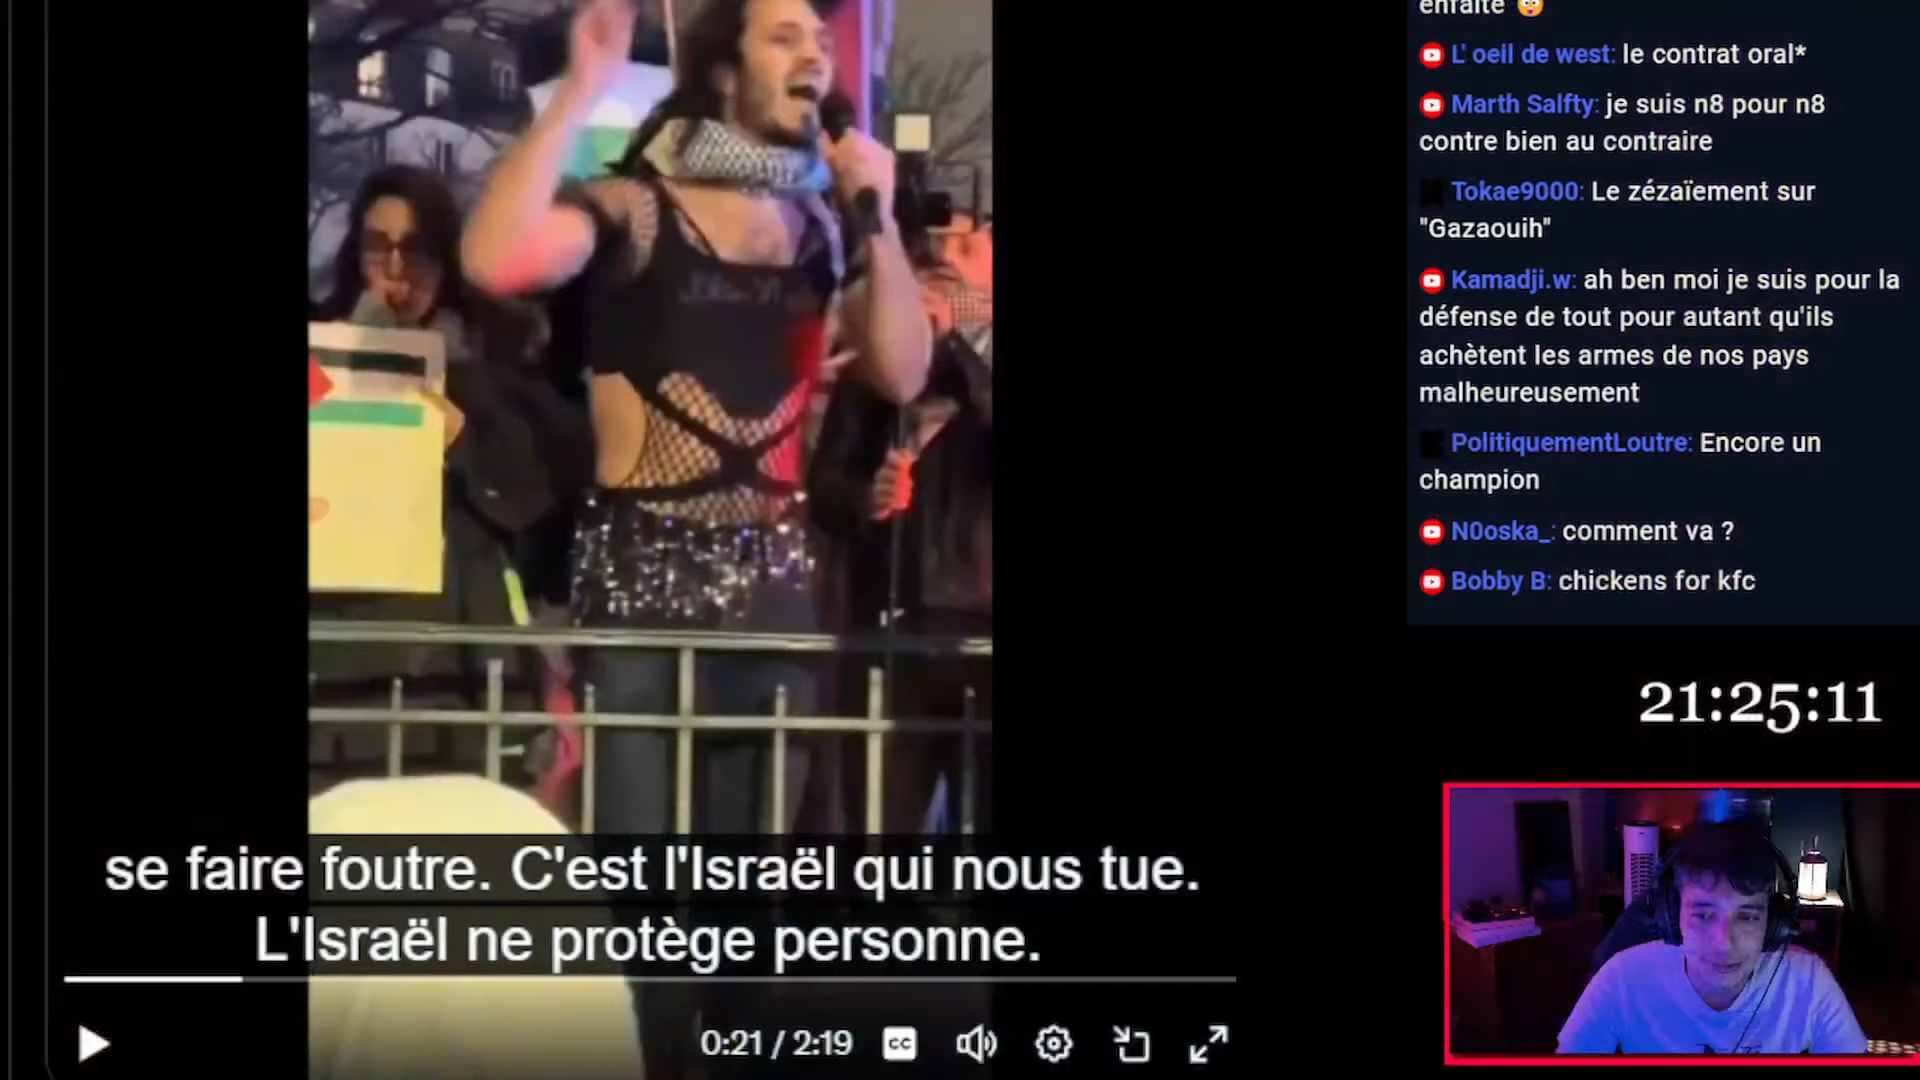 enfaite
L' oeil de west: le contrat oral*
Marth Salfty: je suis n8 pour n8
contre bien au contraire
Tokae9000: Le zézaïement sur
"Gazaouih"
Kamadji.w: ah ben moi je suis pour la
défense de tout pour autant qu'ils
achètent les armes de nos pays
malheureusement
PolitiquementLoutre: Encore un
champion
N0oska_: comment va ?
Bobby B: chickens for kfc
21:25:11
se faire foutre. C'est l'Israël qui nous tue.
L'Israël ne protège personne.
0:21 / 2:19
CC